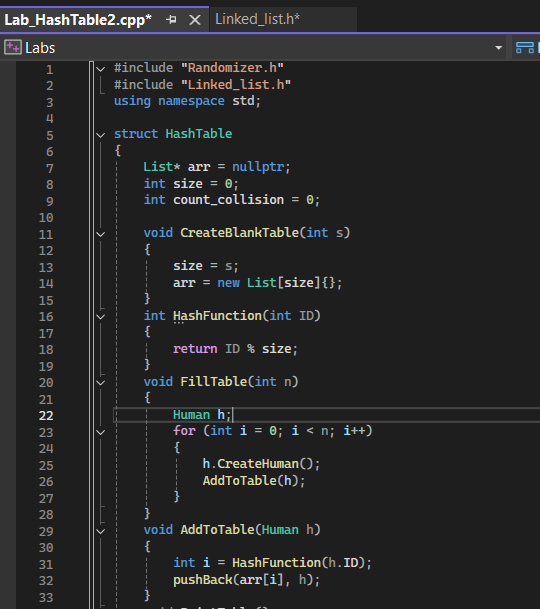 Lab_HashTable2.cpp*
Linked_list.h*
Labs
1 #include "Randomizer.h"
2 #include "Linked_list.h"
3 using namespace std;
4
5 struct HashTable
6 {
7 List* arr = nullptr;
8 int size = 0;
9 int count_collision = 0;
10
11 void CreateBlankTable(int s)
12 {
13 size = s;
14 arr = new List[size]{};
15 }
16 int HashFunction(int ID)
17 {
18 return ID % size;
19 }
20 void FillTable(int n)
21 {
22 Human h;
23 for (int i = 0; i < n; i++)
24 {
25 h.CreateHuman();
26 AddToTable(h);
27 }
28 }
29 void AddToTable(Human h)
30 {
31 int i = HashFunction(h.ID);
32 pushBack(arr[i], h);
33 }